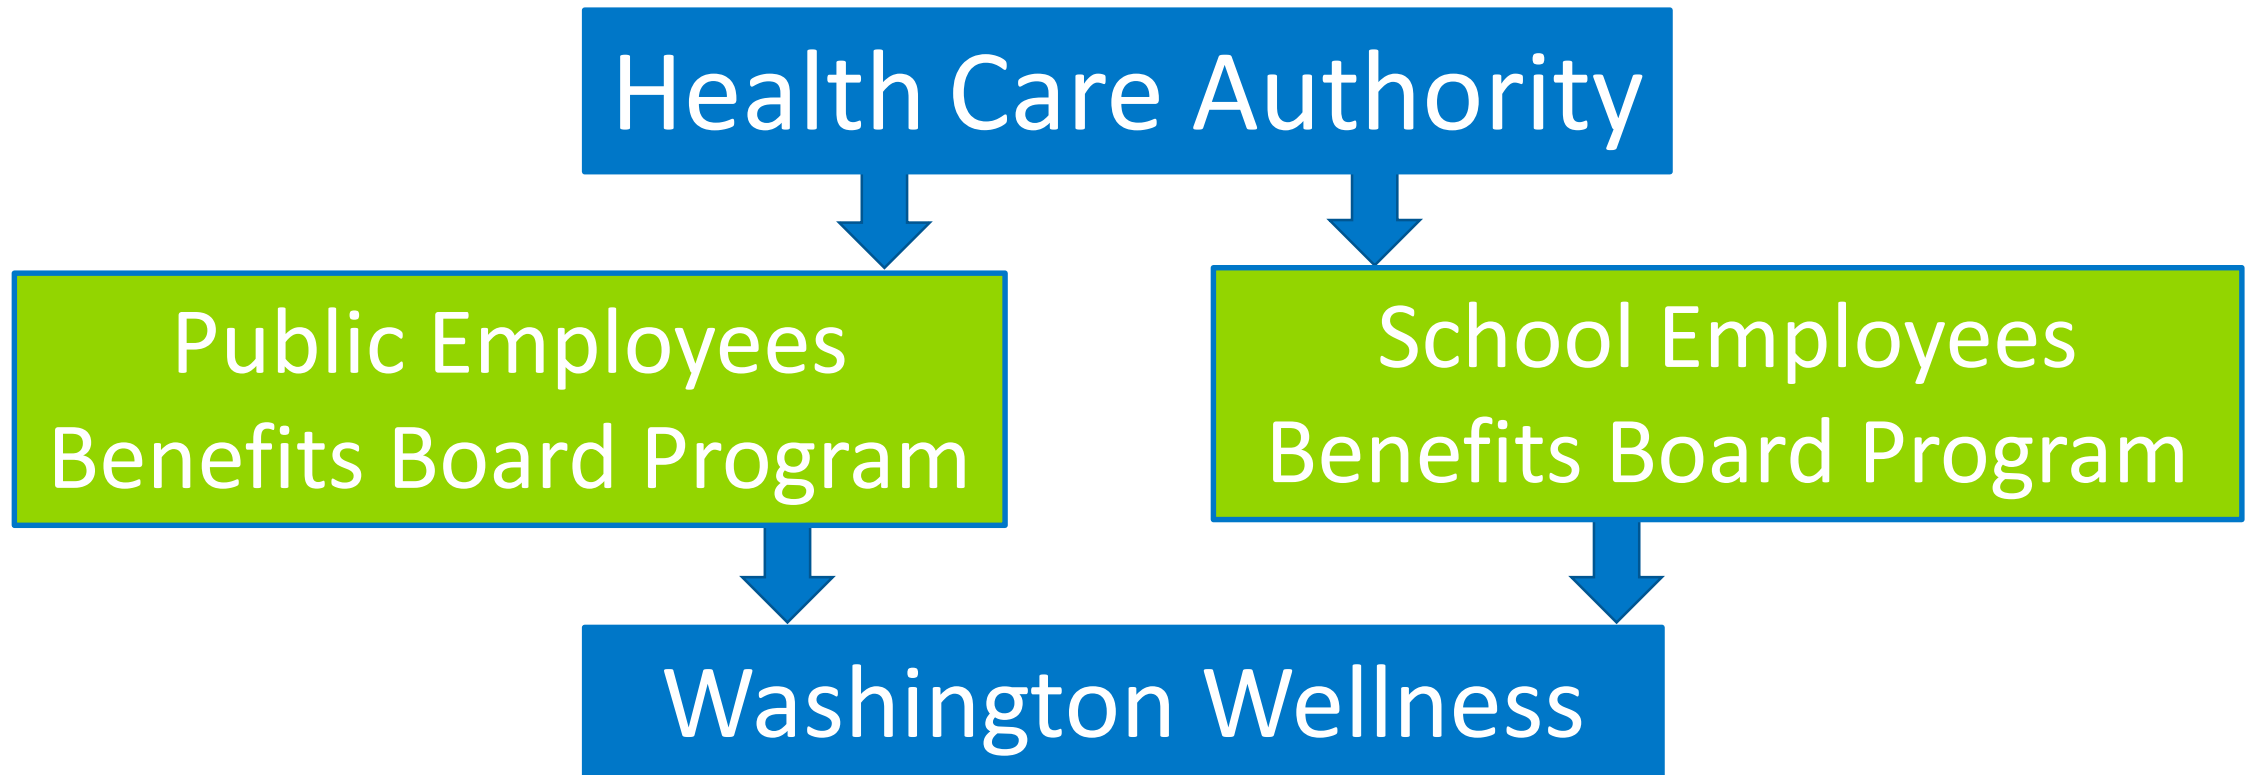 Health Care Authority
Public Employees
Benefits Board Program
School Employees
Benefits Board Program
Washington Wellness